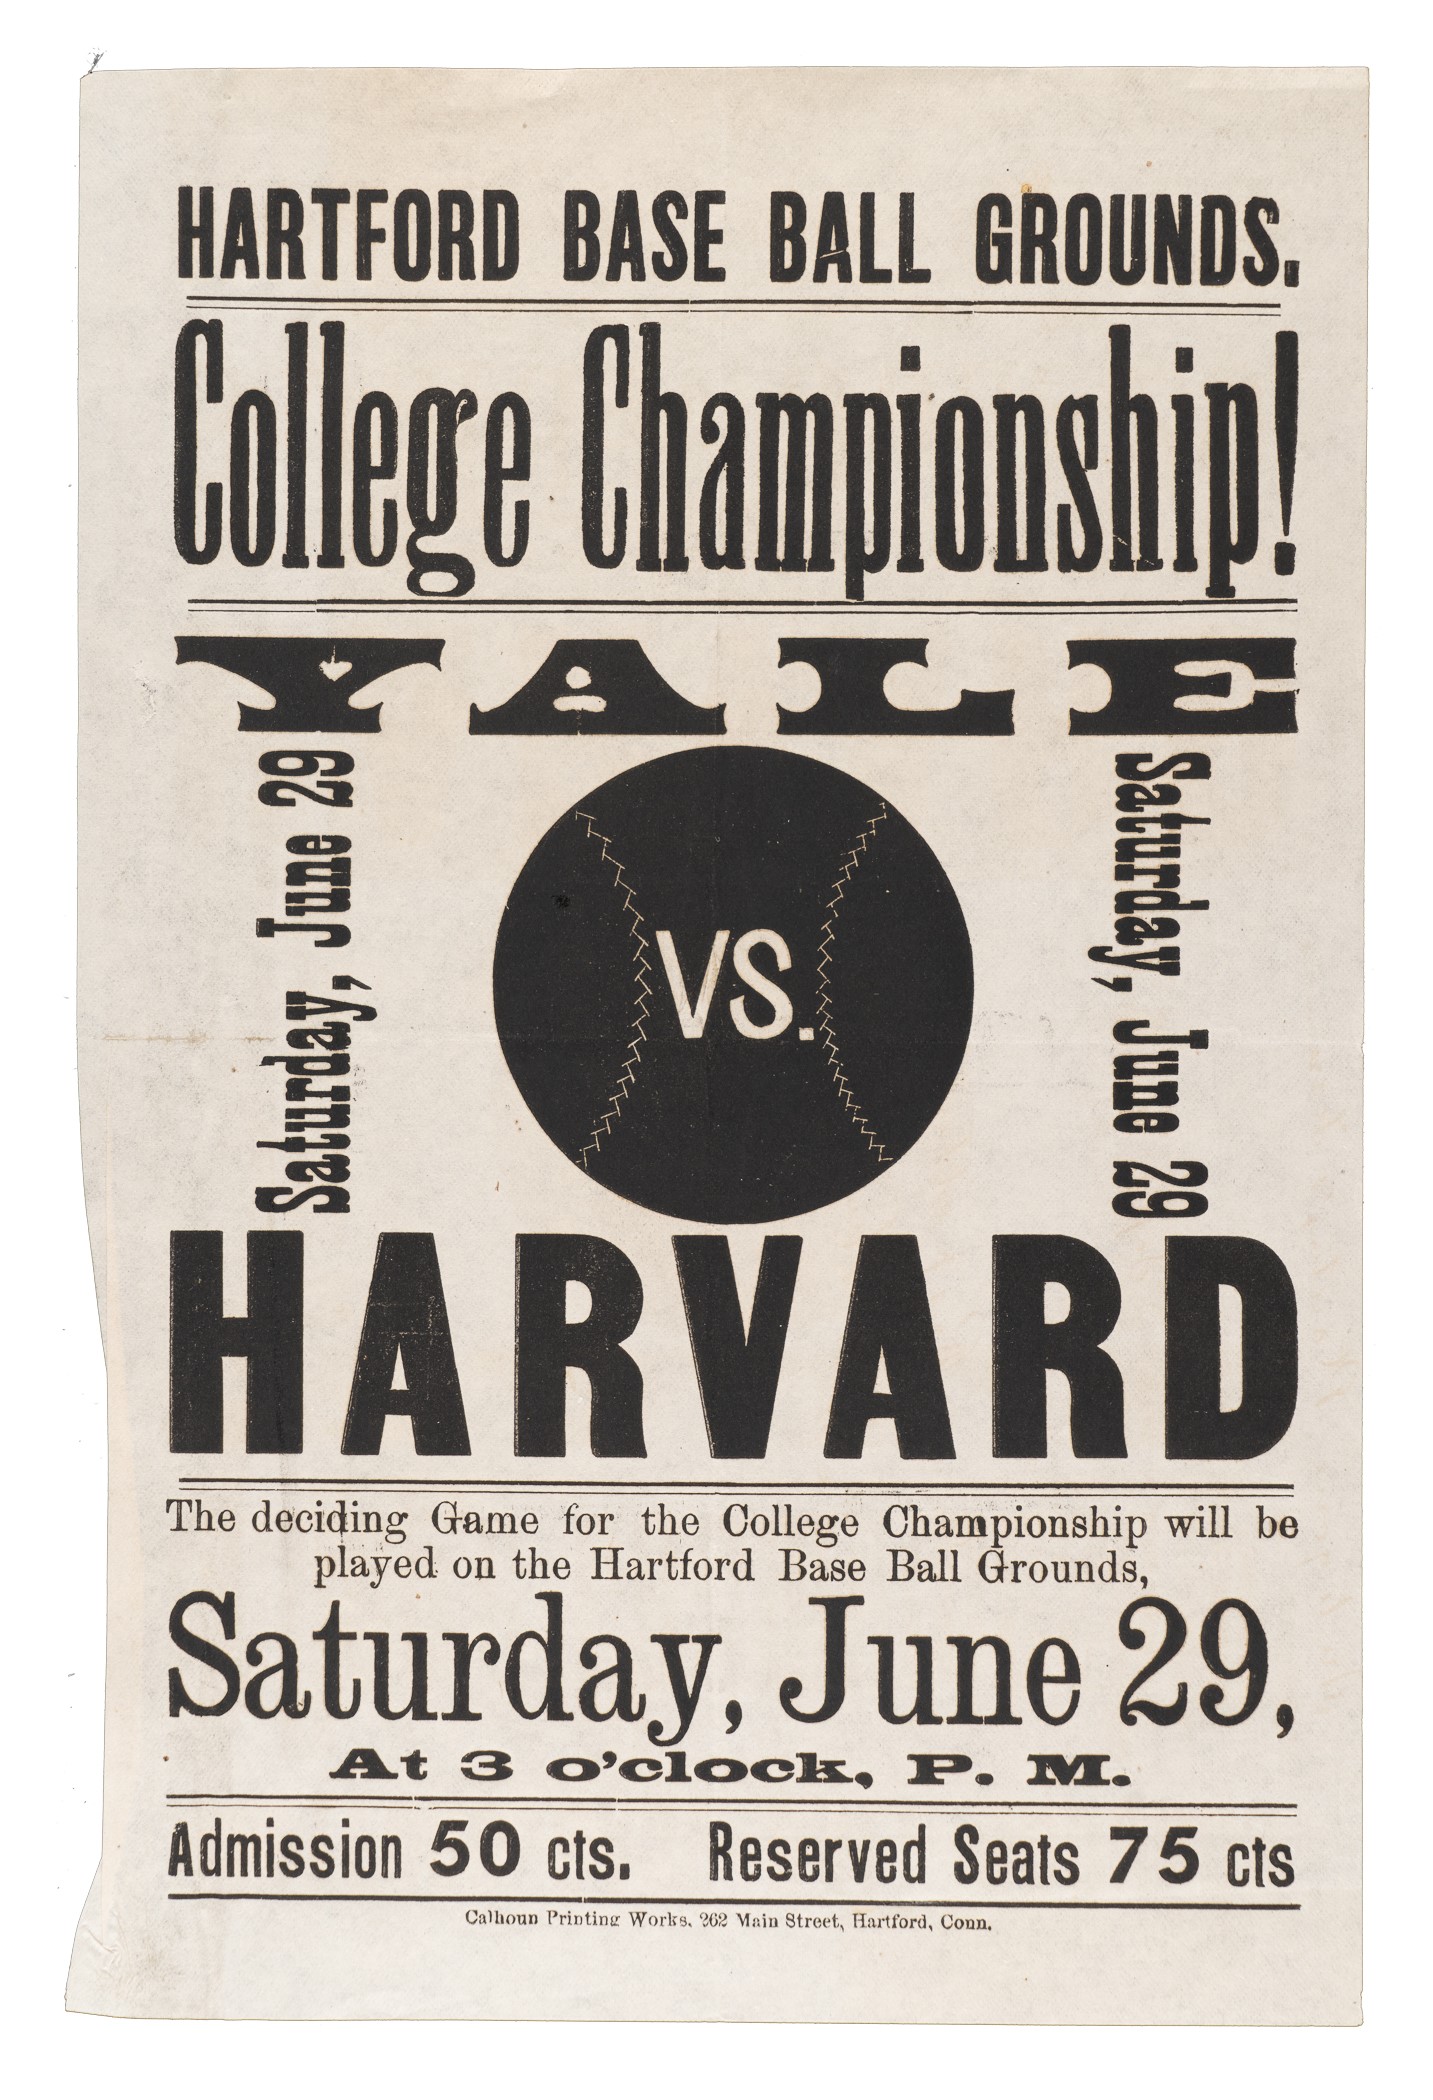 HARTFORD BASE BALL GROUNDS.
College Championship!
YALE
Saturday, June 29
VS.
Saturday, June 29
HARVARD
The deciding Game for the College Championship will be
played on the Hartford Base Ball Grounds,
Saturday, June 29,
At 3 o'clock, P. M.
Admission 50 cts. Reserved Seats 75 cts
Calhoun Printing Works, 262 Main Street, Hartford, Conn.